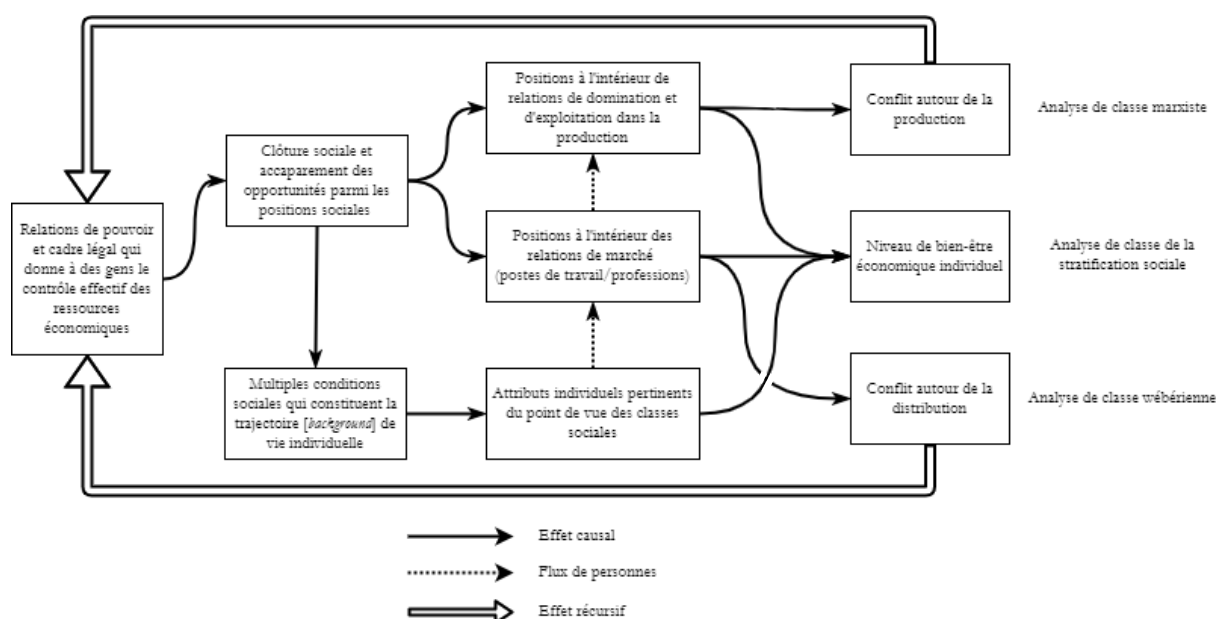 Positions à l'intérieur de
relations de domination et
d'exploitation dans la
production
Conflit autour de la
production
Analyse de classe marxiste
Clôture sociale et
accaparement des
opportunités parmi les
positions sociales
Relations de pouvoir
et cadre légal qui
donne à des gens le
contrôle effectif des
ressources
économiques
Positions à l'intérieur des
relations de marché
(postes de travail/professions)
Niveau de bien-être
économique individuel
Analyse de classe de la
stratification sociale
Multiples conditions
sociales qui constituent la
trajectoire [background] de
vie individuelle
Attributs individuels pertinents
du point de vue des classes
sociales
Conflit autour de la
distribution
Analyse de classe wébérienne
Effet causal
Flux de personnes
Effet récursif